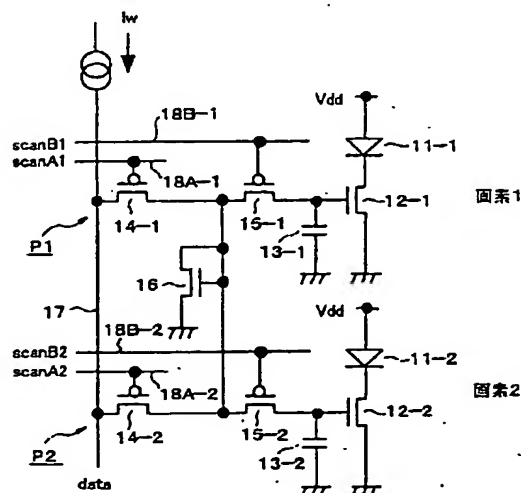 Iw
Vdd
18B-1
scanB1
11-1
scanA1
18A-1
12-1
画素1
14-1
15-1
13-1
P1
16
17
Vdd
18B-2
scanB2
11-2
scanA2
18A-2
12-2
画素2
14-2
15-2
13-2
P2
data